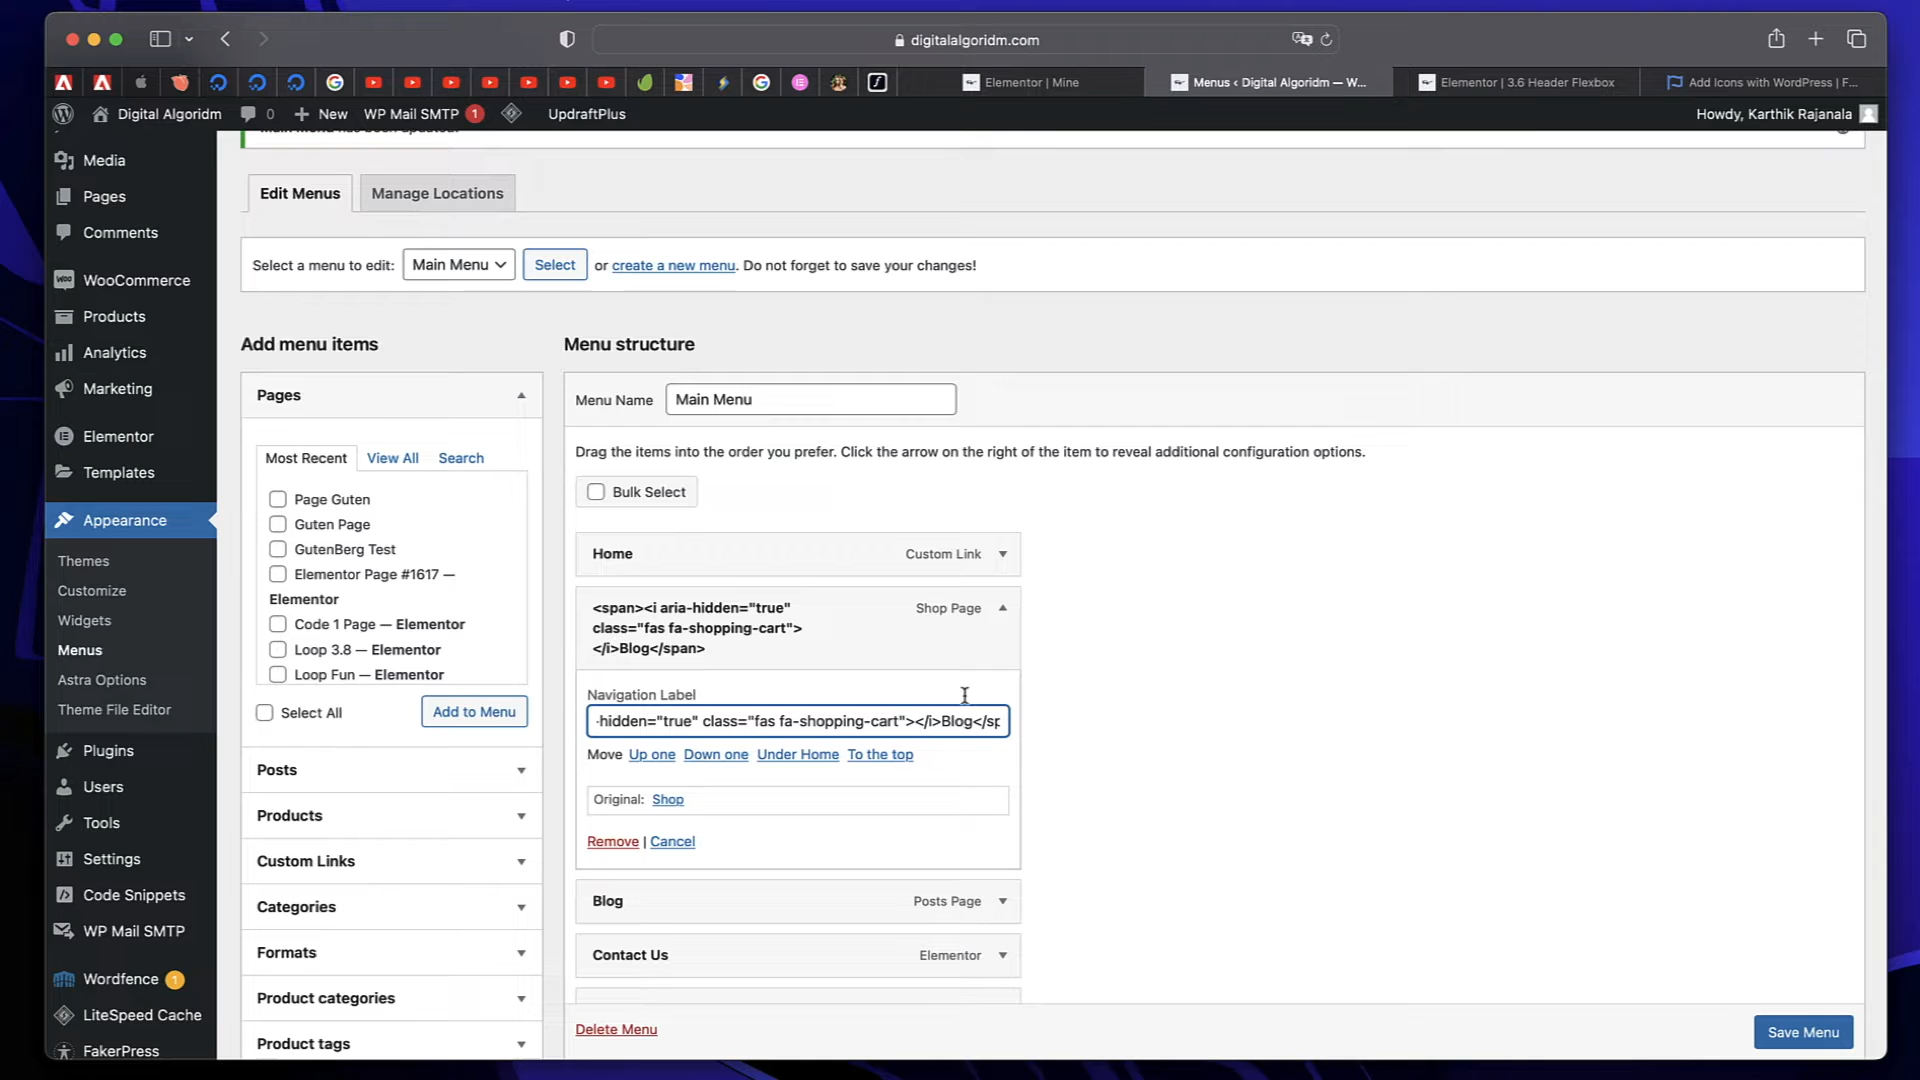 digitalalgoridm.com
Elementor | Mine
Menus ‹ Digital Algoridm — W...
Elementor | 3.6 Header Flexbox
Add Icons with WordPress | F...
Digital Algoridm
0
New
WP Mail SMTP 1
UpdraftPlus
Howdy, Karthik Rajanala
Media
Pages
Comments
WooCommerce
Products
Analytics
Marketing
Elementor
Templates
Appearance
Themes
Customize
Widgets
Menus
Astra Options
Theme File Editor
Plugins
Users
Tools
Settings
Code Snippets
WP Mail SMTP
Wordfence 1
LiteSpeed Cache
FakerPress
Edit Menus
Manage Locations
Select a menu to edit: Main Menu Select or create a new menu. Do not forget to save your changes!
Add menu items
Pages
Most Recent View All Search
Page Guten
Guten Page
GutenBerg Test
Elementor Page #1617 —
Elementor
Code 1 Page — Elementor
Loop 3.8 — Elementor
Loop Fun — Elementor
Select All
Add to Menu
Posts
Products
Custom Links
Categories
Formats
Product categories
Product tags
Menu structure
Menu Name Main Menu
Drag the items into the order you prefer. Click the arrow on the right of the item to reveal additional configuration options.
Bulk Select
Home Custom Link
<span><i aria-hidden="true" Shop Page
class="fas fa-shopping-cart">
</i>Blog</span>
Navigation Label
-hidden="true" class="fas fa-shopping-cart"></i>Blog</sp
Move Up one Down one Under Home To the top
Original: Shop
Remove | Cancel
Blog Posts Page
Contact Us Elementor
Delete Menu
Save Menu